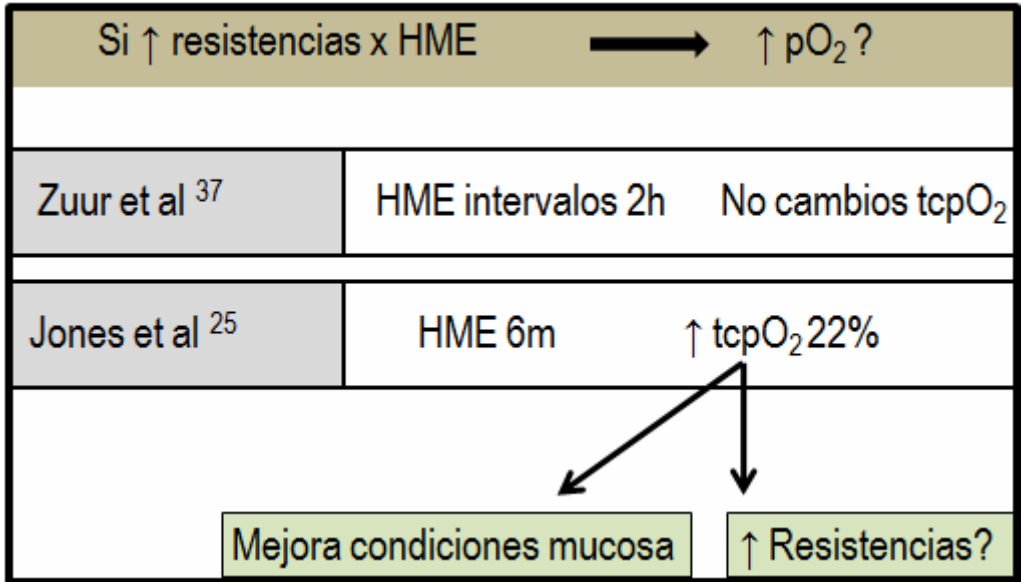 Si ↑ resistencias x HME → ↑ pO₂ ?
Zuur et al ³⁷ HME intervalos 2h No cambios tcpO₂
Jones et al ²⁵ HME 6m ↑ tcpO₂ 22%
Mejora condiciones mucosa ↑ Resistencias?